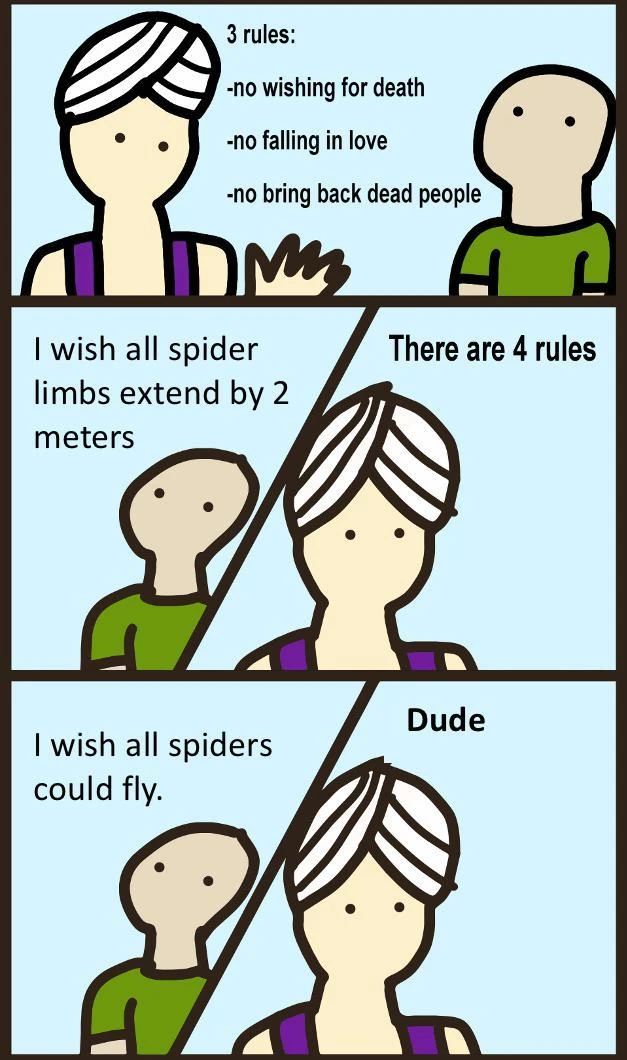 3 rules:
-no wishing for death
-no falling in love
-no bring back dead people
I wish all spider
limbs extend by 2
meters
There are 4 rules
I wish all spiders
could fly.
Dude